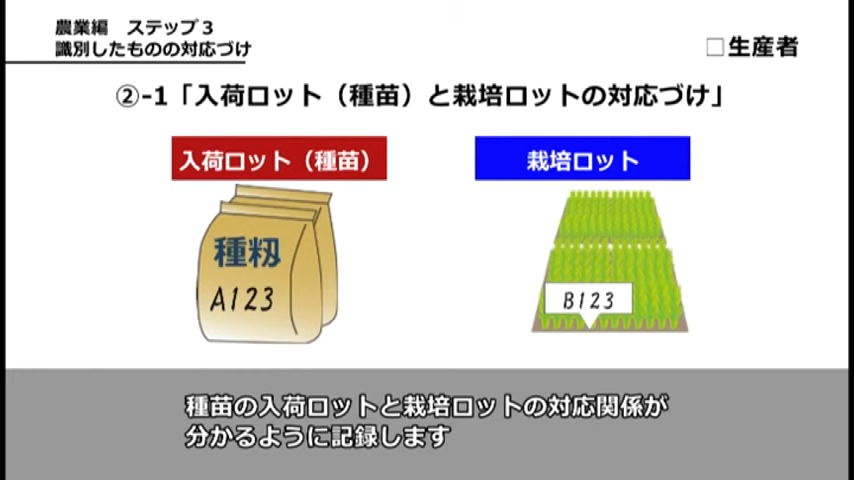 農業編 ステップ３
識別したものの対応づけ
□生産者
②-1「入荷ロット（種苗）と栽培ロットの対応づけ」
入荷ロット（種苗）
栽培ロット
種籾
A123
B123
種苗の入荷ロットと栽培ロットの対応関係が
分かるように記録します